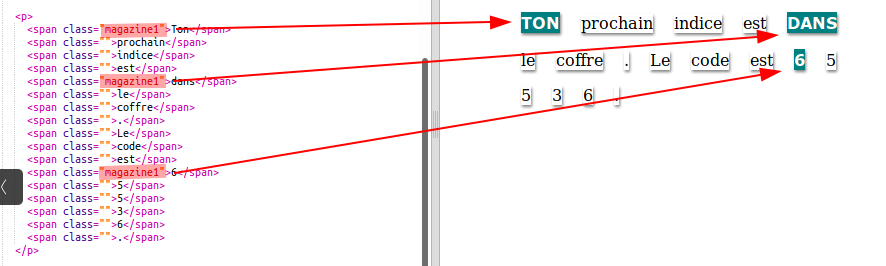 <p>
<span class="magazine1">Ton</span>
<span class="">prochain</span>
<span class="">indice</span>
<span class="">est</span>
<span class="magazine1">dans</span>
<span class="">le</span>
<span class="">coffre</span>
<span class="">.</span>
<span class="">Le</span>
<span class="">code</span>
<span class="">est</span>
<span class="magazine1">6</span>
<span class="">5</span>
<span class="">5</span>
<span class="">3</span>
<span class="">6</span>
<span class="">.</span>
</p>
TON prochain indice est DANS
le coffre . Le code est 6 5
5 3 6 .